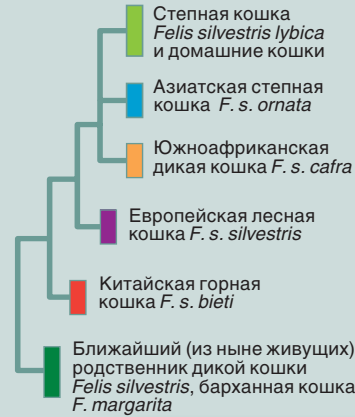 Степная кошка
Felis silvestris lybica
и домашние кошки
Азиатская степная
кошка F. s. ornata
Южноафриканская
дикая кошка F. s. cafra
Европейская лесная
кошка F. s. silvestris
Китайская горная
кошка F. s. bieti
Ближайший (из ныне живущих)
родственник дикой кошки
Felis silvestris, барханная кошка
F. margarita